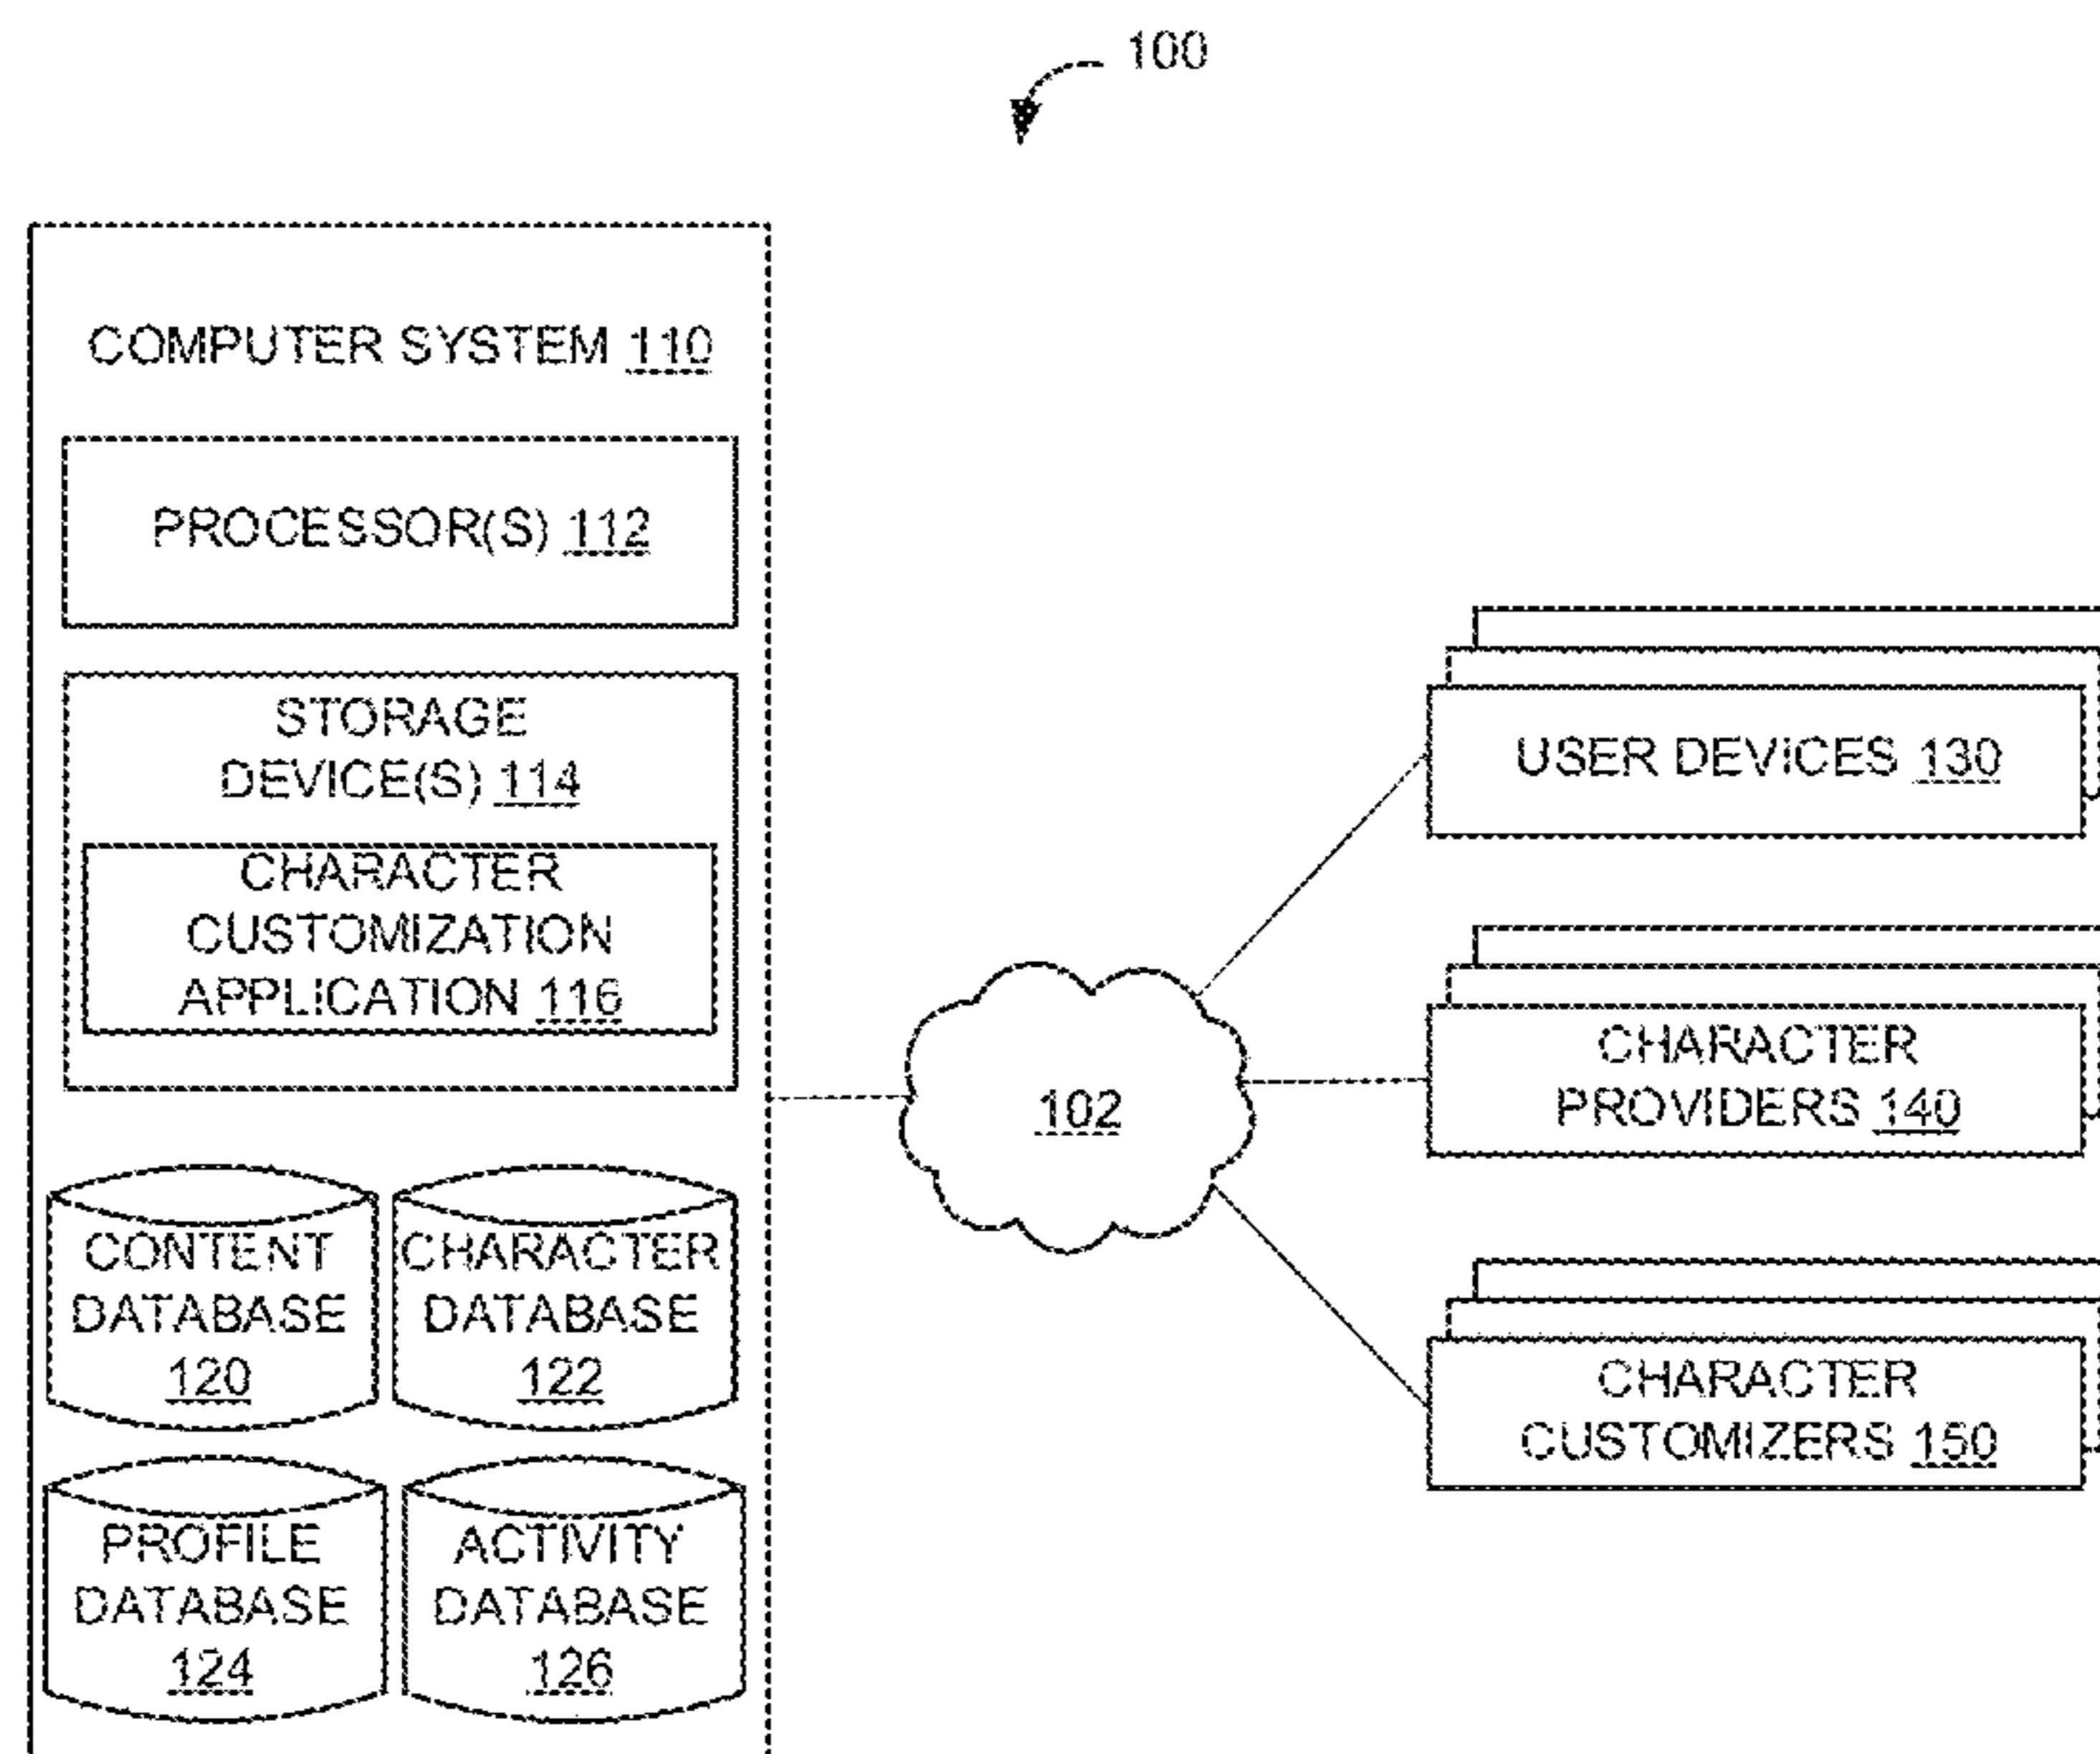 100
COMPUTER SYSTEM 110
PROCESSOR(S) 112
STORAGE
DEVICE(S) 114
CHARACTER
CUSTOMIZATION
APPLICATION 116
CONTENT
DATABASE
120
CHARACTER
DATABASE
122
PROFILE
DATABASE
124
ACTIVITY
DATABASE
126
102
USER DEVICES 130
CHARACTER
PROVIDERS 140
CHARACTER
CUSTOMIZERS 150